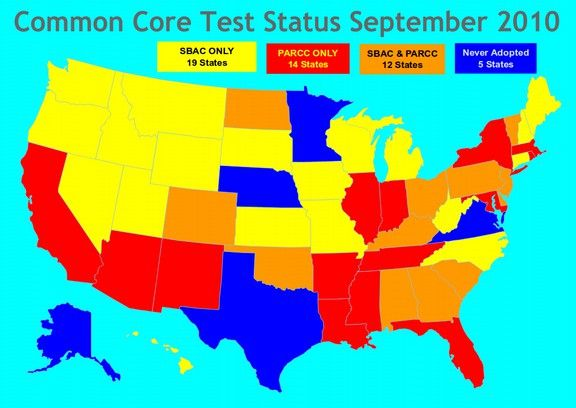 Common Core Test Status September 2010
SBAC ONLY
19 States
PARCC ONLY
14 States
SBAC & PARCC
12 States
Never Adopted
5 States